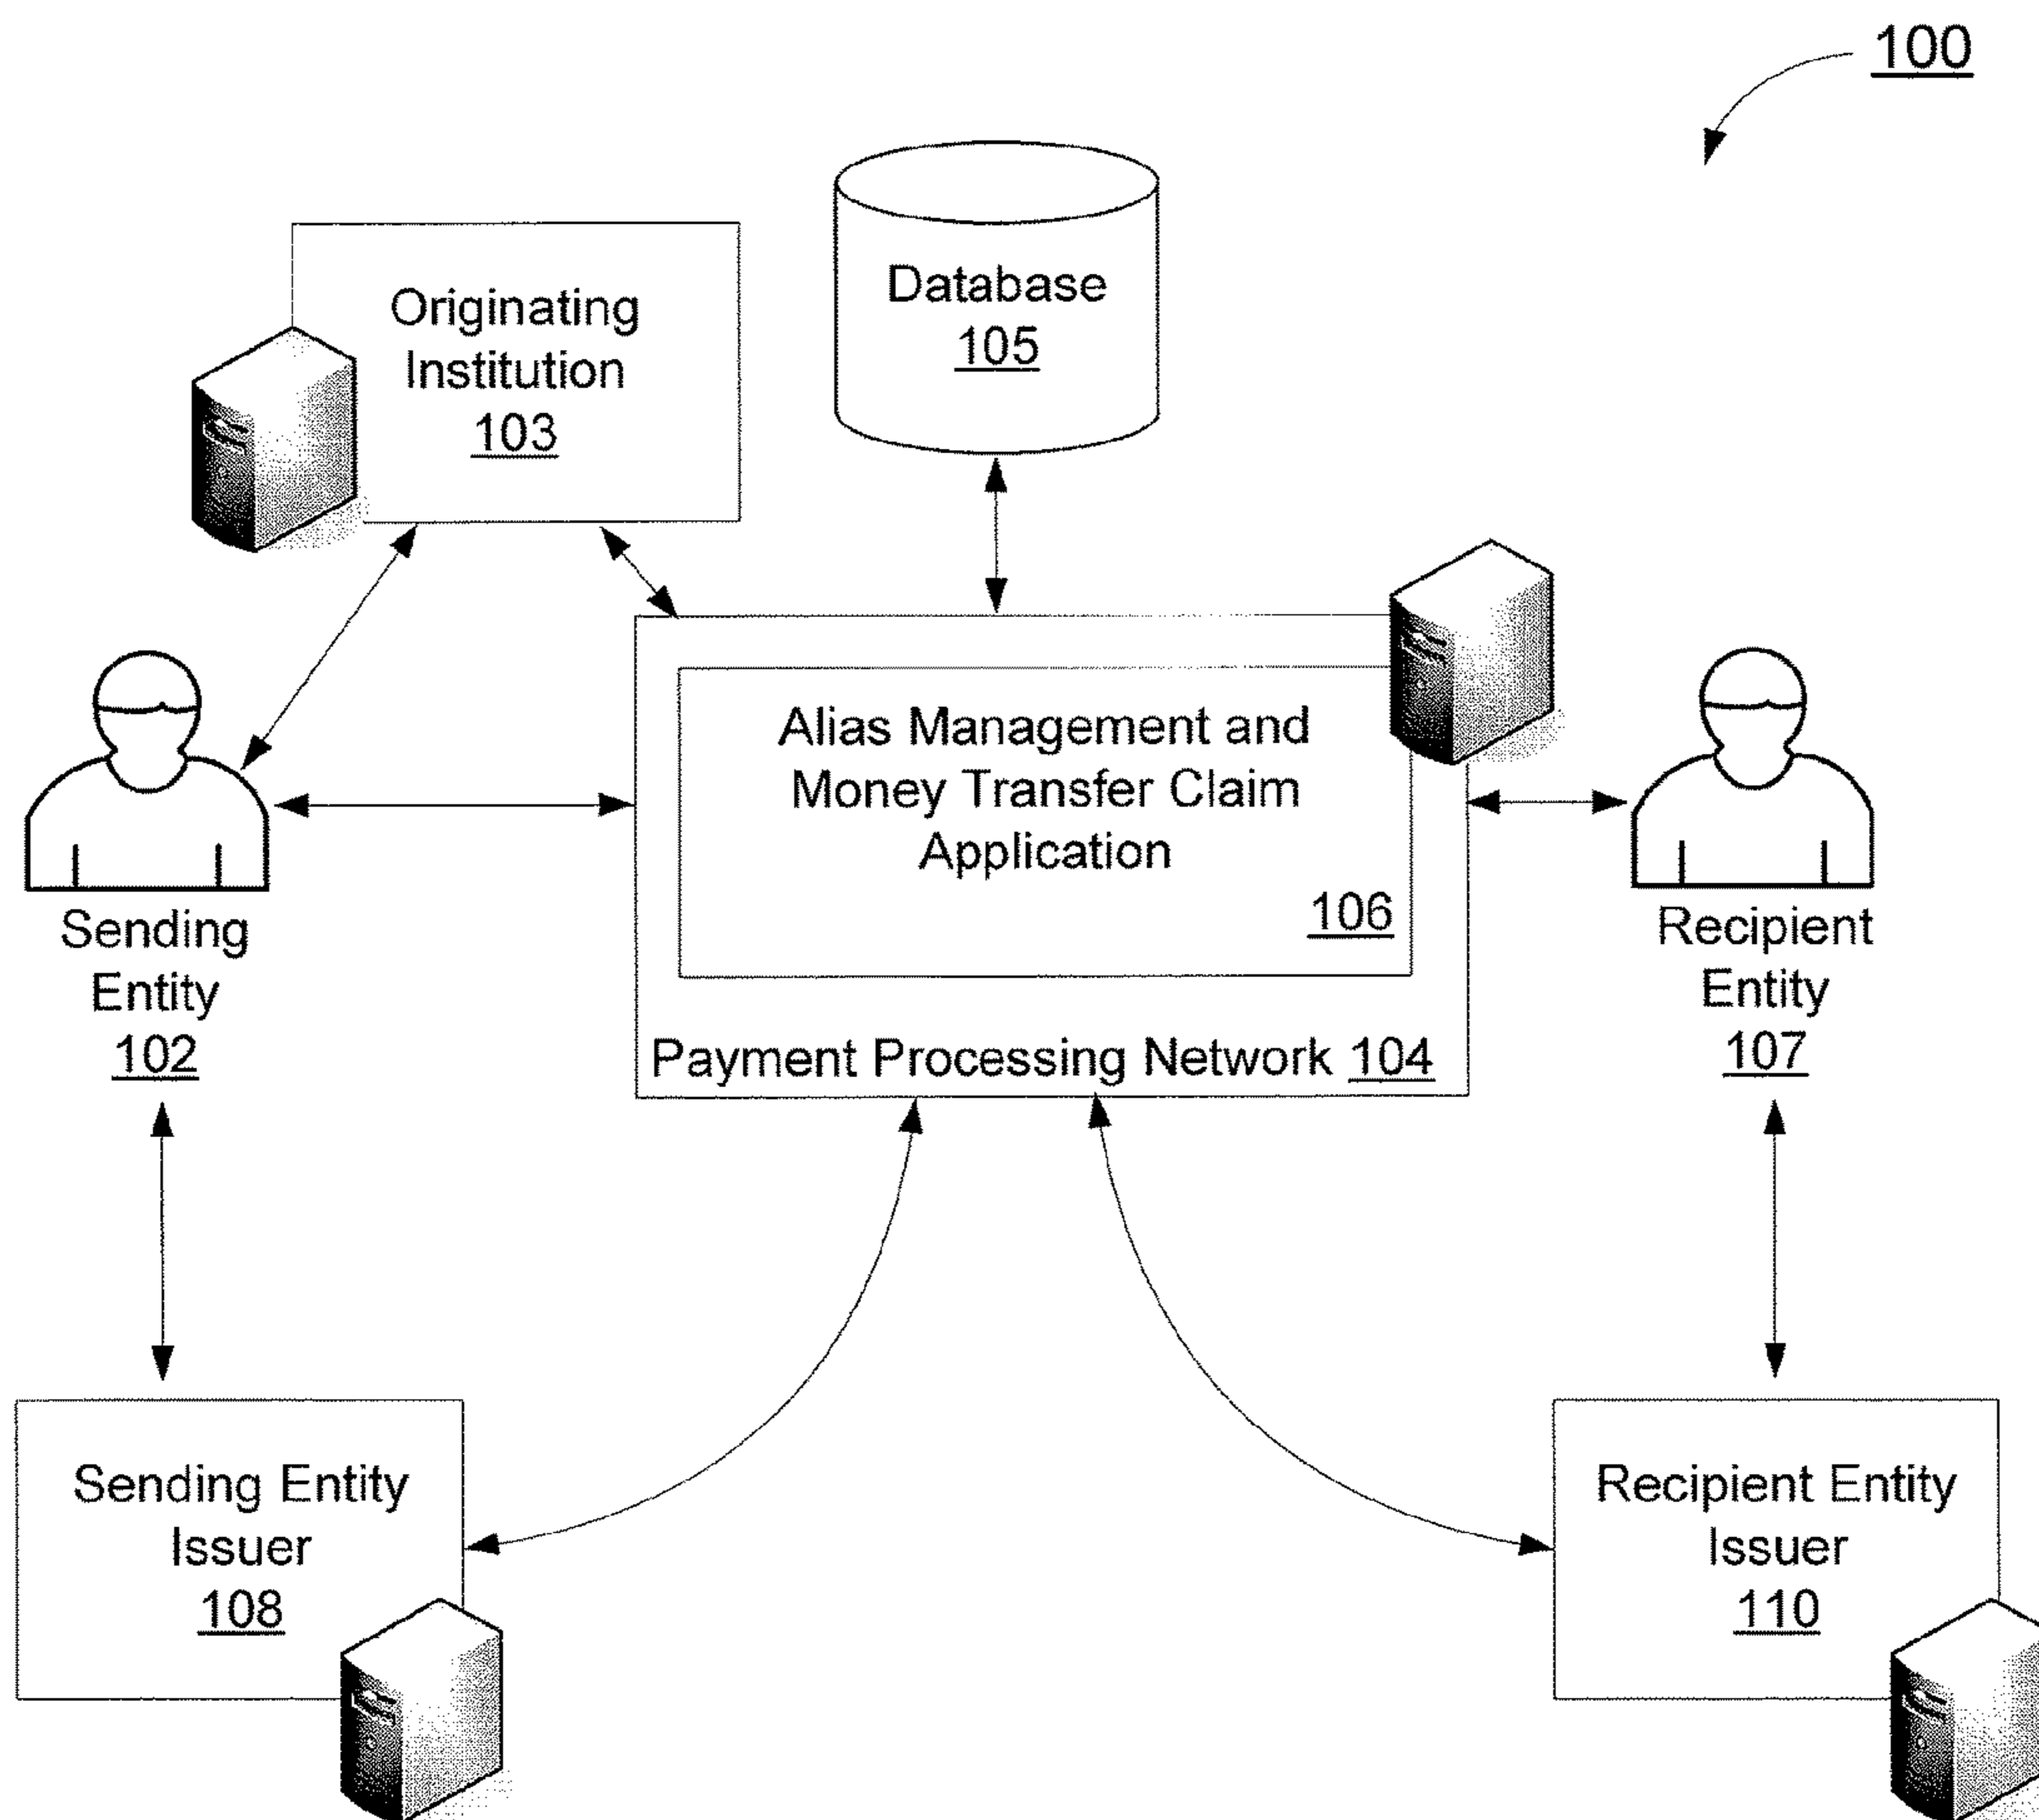 100
Originating
Institution
103
Database
105
Alias Management and
Money Transfer Claim
Application
106
Payment Processing Network 104
Sending
Entity
102
Recipient
Entity
107
Sending Entity
Issuer
108
Recipient Entity
Issuer
110